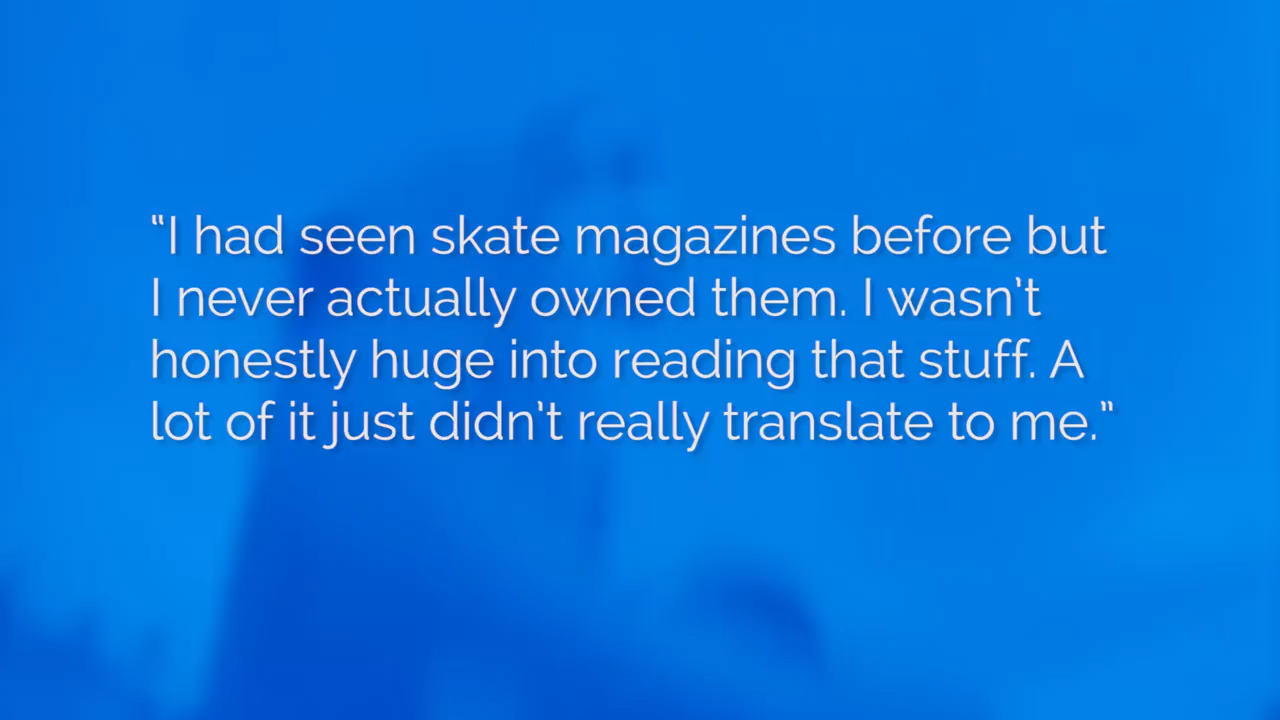 “I had seen skate magazines before but
I never actually owned them. I wasn’t
honestly huge into reading that stuff. A
lot of it just didn’t really translate to me.”